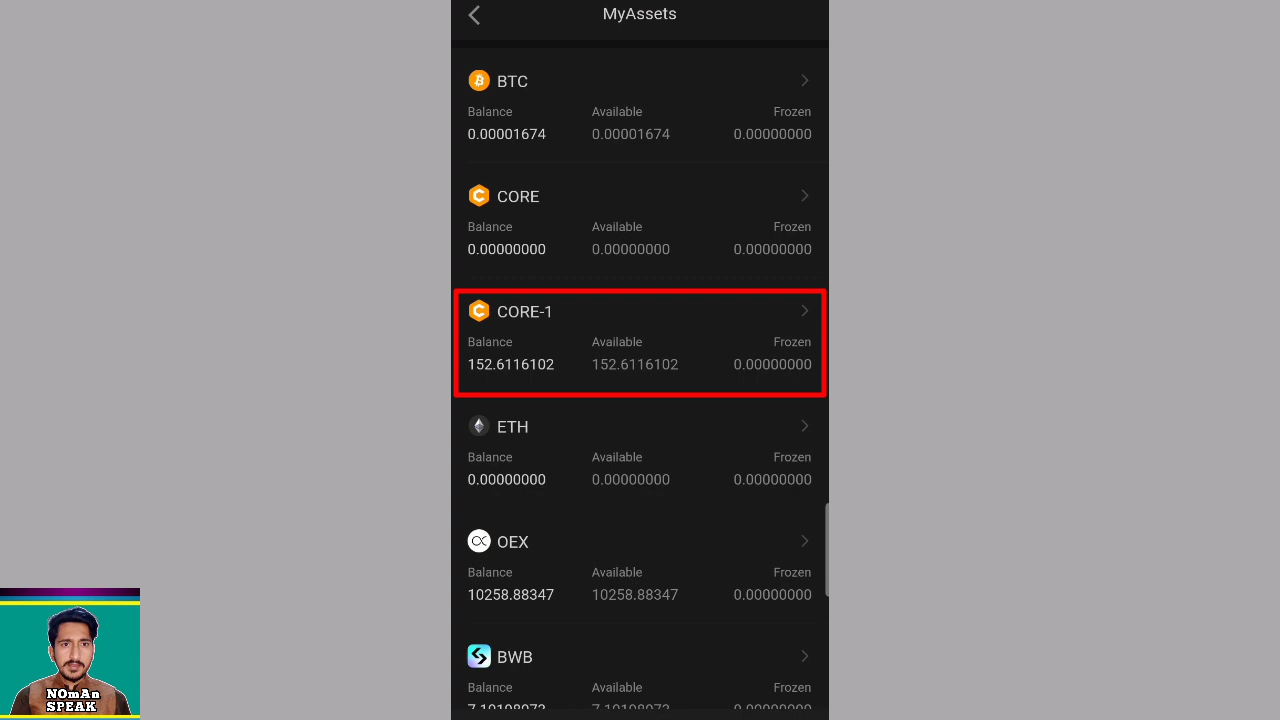 MyAssets
BTC
Balance Available Frozen
0.00001674 0.00001674 0.00000000
CORE
Balance Available Frozen
0.00000000 0.00000000 0.00000000
CORE-1
Balance Available Frozen
152.6116102 152.6116102 0.00000000
ETH
Balance Available Frozen
0.00000000 0.00000000 0.00000000
OEX
Balance Available Frozen
10258.88347 10258.88347 0.00000000
BWB
Balance Available Frozen
NOmAn
SPEAK